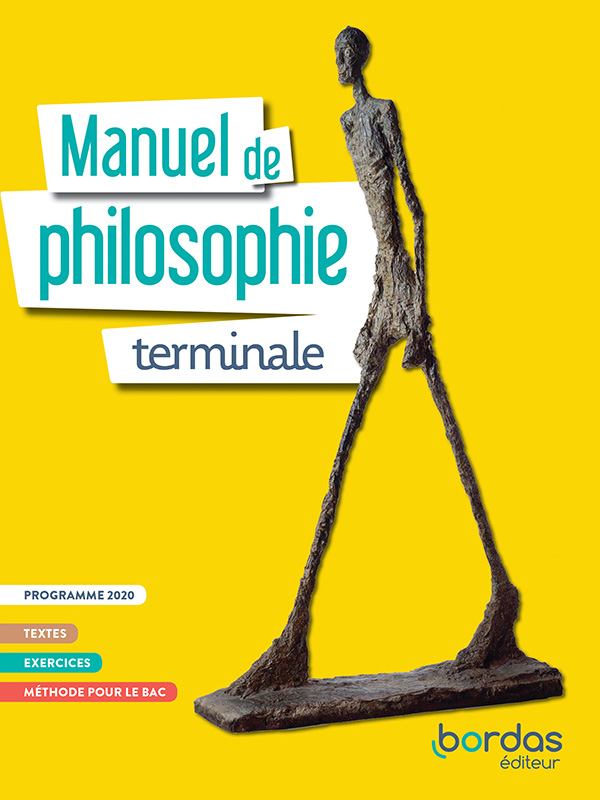 Manuel de
philosophie
terminale
PROGRAMME 2020
TEXTES
EXERCICES
MÉTHODE POUR LE BAC
bordas
éditeur